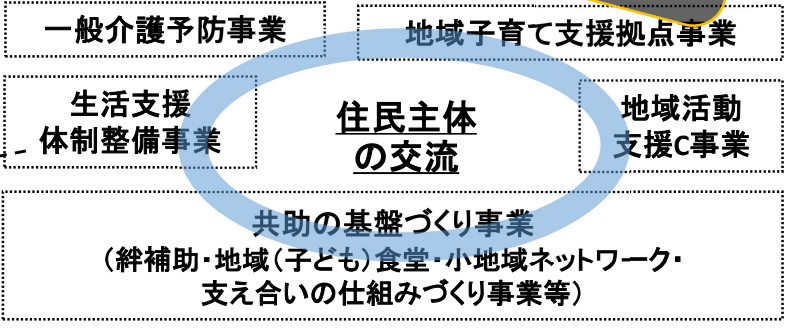 一般介護予防事業
地域子育て支援拠点事業
生活支援
体制整備事業
住民主体
の交流
地域活動
支援C事業
共助の基盤づくり事業
（絆補助・地域（子ども）食堂・小地域ネットワーク・
支え合いの仕組みづくり事業等）